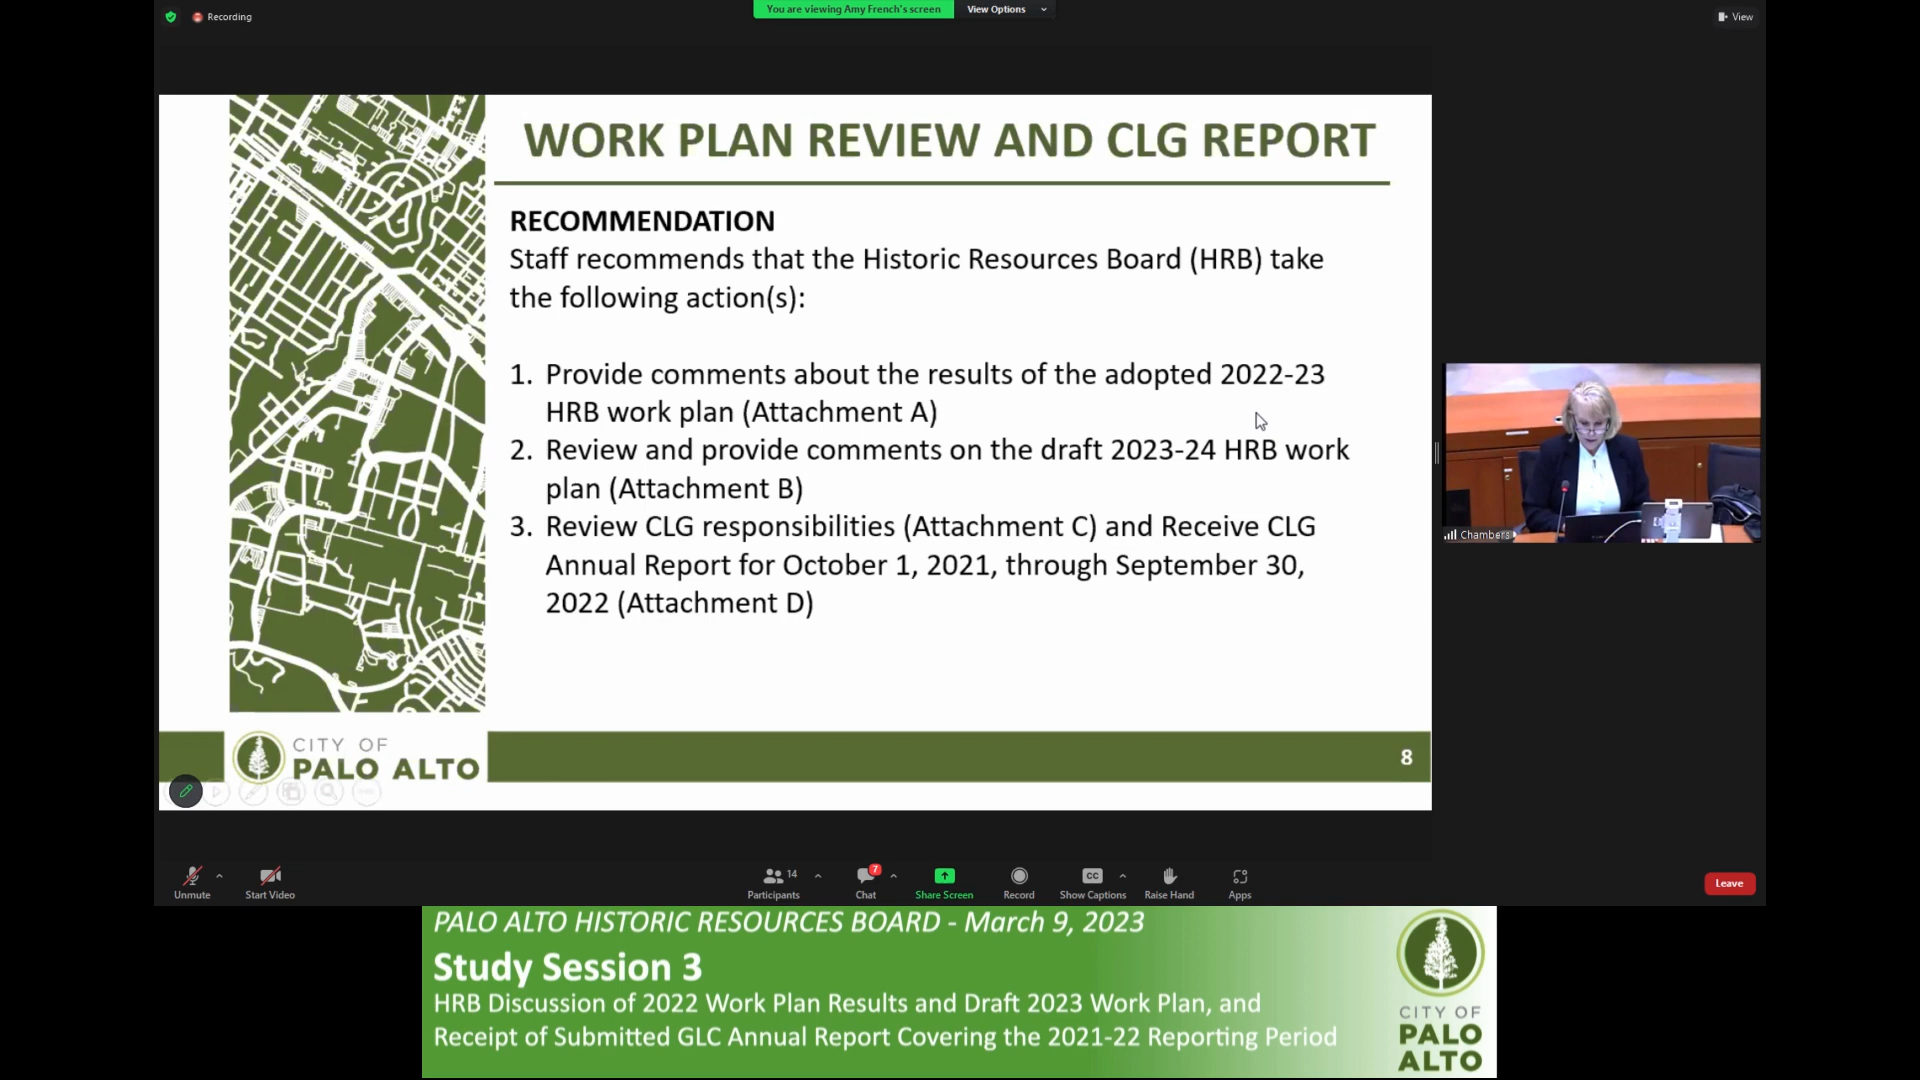 Recording
You are viewing Amy French's screen
View Options
View
WORK PLAN REVIEW AND CLG REPORT
RECOMMENDATION
Staff recommends that the Historic Resources Board (HRB) take
the following action(s):
1. Provide comments about the results of the adopted 2022-23
HRB work plan (Attachment A)
2. Review and provide comments on the draft 2023-24 HRB work
plan (Attachment B)
3. Review CLG responsibilities (Attachment C) and Receive CLG
Annual Report for October 1, 2021, through September 30,
2022 (Attachment D)
Chambers
CITY OF
PALO ALTO
8
Unmute
Start Video
14
Participants
7
Chat
Share Screen
Record
CC
Show Captions
Raise Hand
Apps
Leave
PALO ALTO HISTORIC RESOURCES BOARD - March 9, 2023
Study Session 3
HRB Discussion of 2022 Work Plan Results and Draft 2023 Work Plan, and
Receipt of Submitted GLC Annual Report Covering the 2021-22 Reporting Period
CITY OF
PALO
ALTO